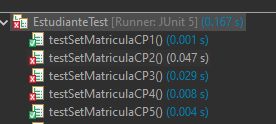 EstudianteTest [Runner: JUnit 5] (0.167 s)
testSetMatriculaCP1() (0.001 s)
testSetMatriculaCP2() (0.047 s)
testSetMatriculaCP3() (0.029 s)
testSetMatriculaCP4() (0.008 s)
testSetMatriculaCP5() (0.004 s)